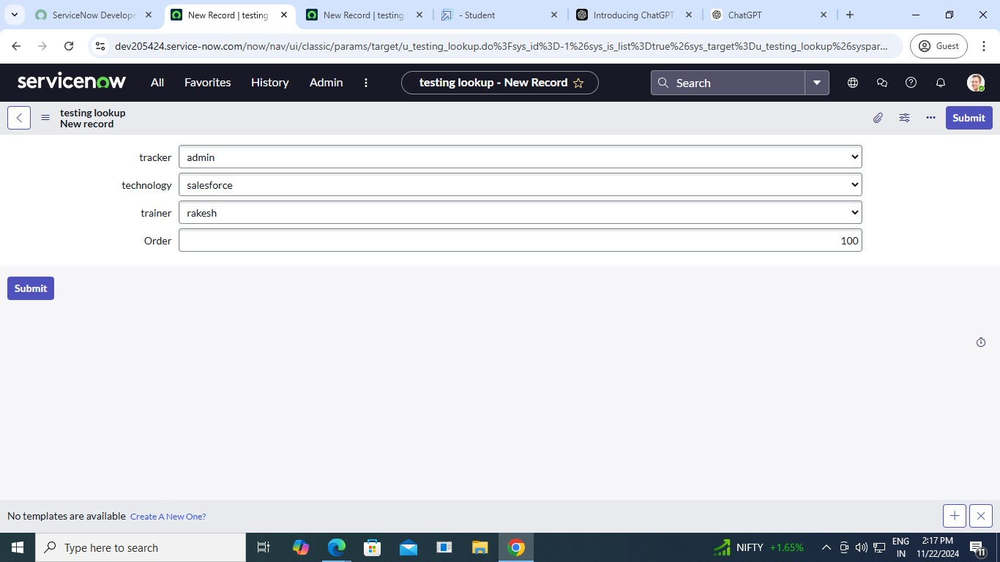 ServiceNow Develope
New Record | testing
New Record | testing
- Student
Introducing ChatGPT
ChatGPT
dev205424.service-now.com/now/nav/ui/classic/params/target/u_testing_lookup.do%3Fsys_id%3D-1%26sys_is_list%3Dtrue%26sys_target%3Du_testing_lookup%26syspar...
Guest
servicenow
All
Favorites
History
Admin
testing lookup - New Record
Search
testing lookup
New record
Submit
tracker
admin
technology
salesforce
trainer
rakesh
Order
100
Submit
No templates are available Create A New One?
Type here to search
NIFTY +1.65%
ENG
IN
2:17 PM
11/22/2024
11